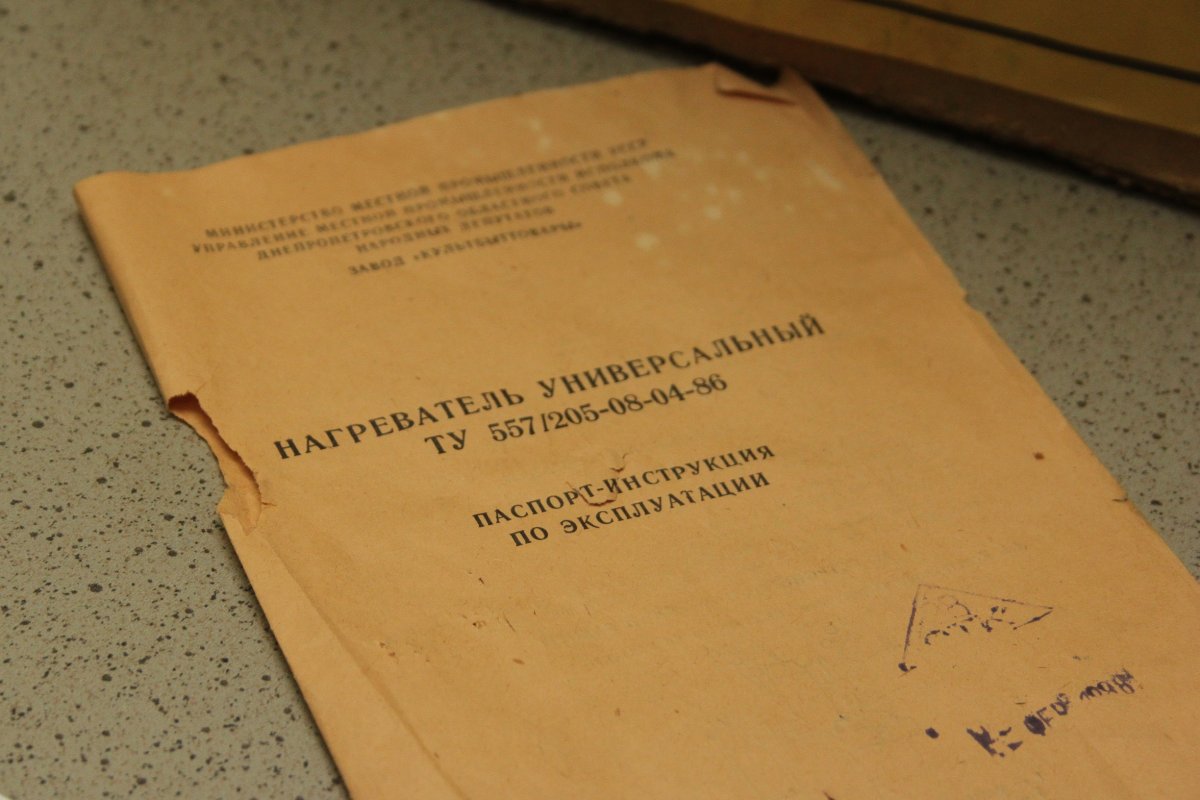 МИНИСТЕРСТВО МЕСТНОЙ ПРОМЫШЛЕННОСТИ УССР
УПРАВЛЕНИЕ МЕСТНОЙ ПРОМЫШЛЕННОСТИ ИСПОЛКОМА
ДНЕПРОПЕТРОВСКОГО ОБЛАСТНОГО СОВЕТА
НАРОДНЫХ ДЕПУТАТОВ
ЗАВОД «КУЛЬТБЫТТОВАРЫ»
НАГРЕВАТЕЛЬ УНИВЕРСАЛЬНЫЙ
ТУ 557/205-08-04-86
ПАСПОРТ-ИНСТРУКЦИЯ
ПО ЭКСПЛУАТАЦИИ
ОТК